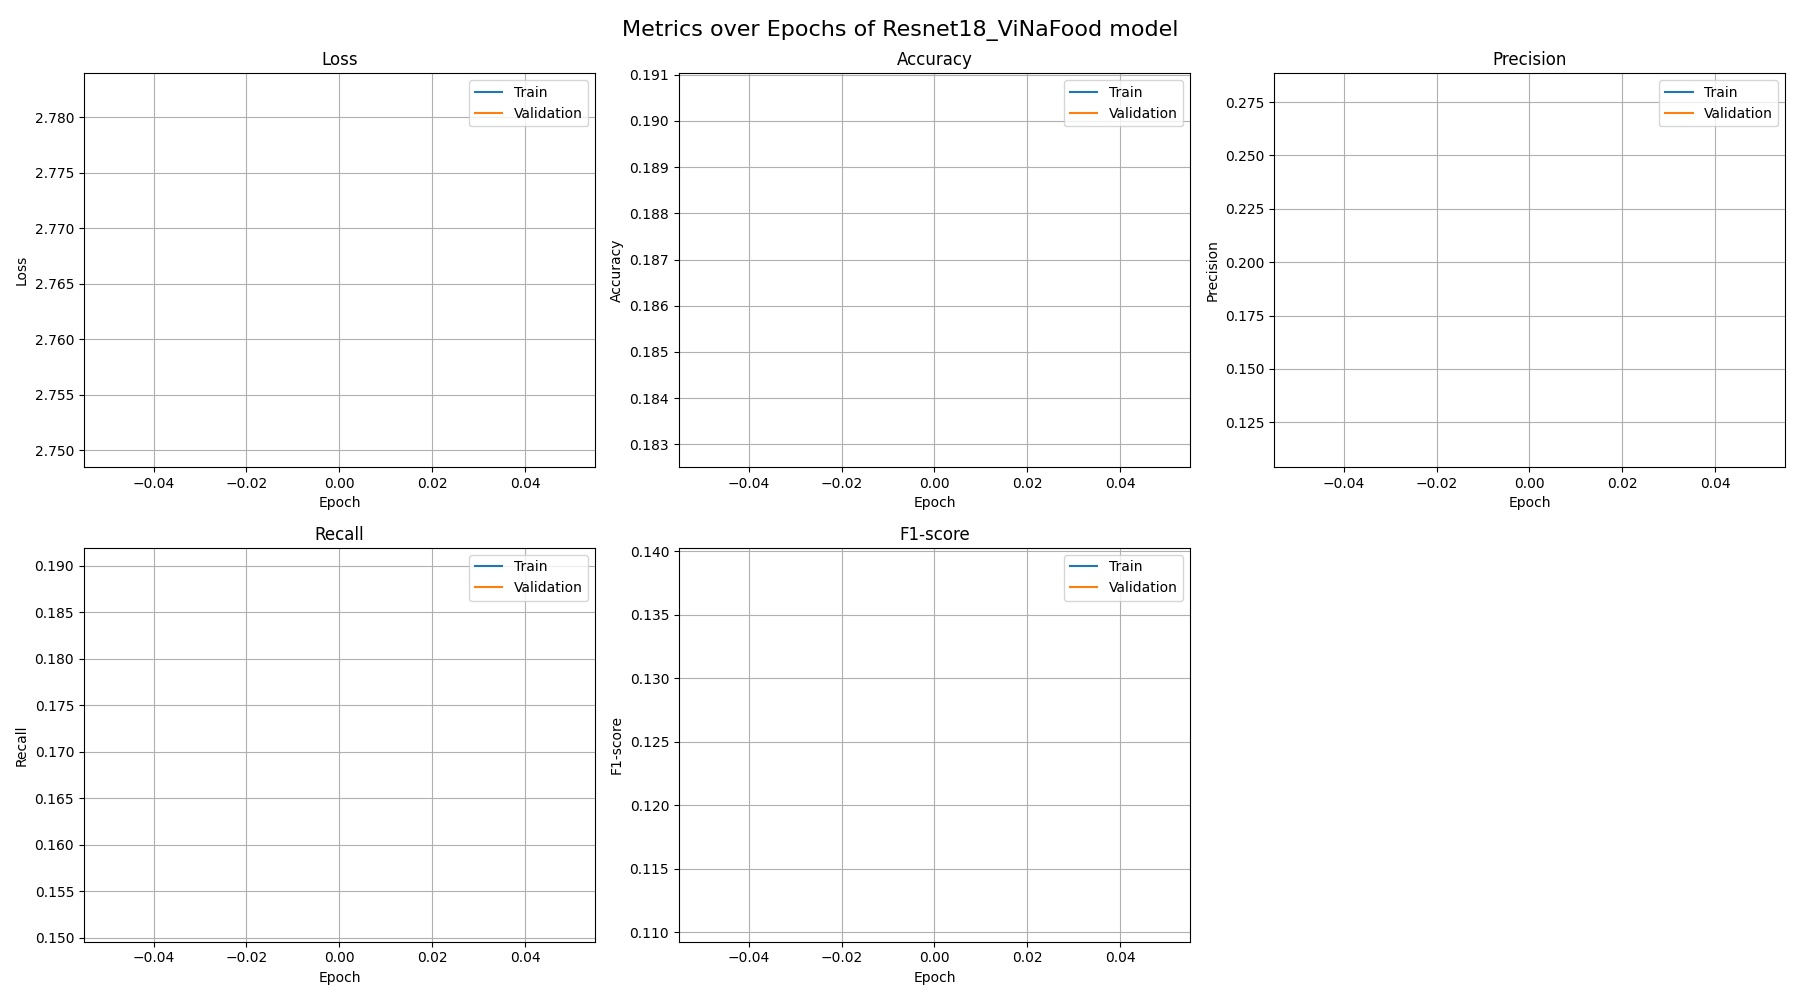 Metrics over Epochs of Resnet18_ViNaFood model
Loss
Train
Validation
2.780
2.775
2.770
2.765
2.760
2.755
2.750
Loss
−0.04 −0.02 0.00 0.02 0.04
Epoch
Accuracy
Train
Validation
0.191
0.190
0.189
0.188
0.187
0.186
0.185
0.184
0.183
Accuracy
−0.04 −0.02 0.00 0.02 0.04
Epoch
Precision
Train
Validation
0.275
0.250
0.225
0.200
0.175
0.150
0.125
Precision
−0.04 −0.02 0.00 0.02 0.04
Epoch
Recall
Train
Validation
0.190
0.185
0.180
0.175
0.170
0.165
0.160
0.155
0.150
Recall
−0.04 −0.02 0.00 0.02 0.04
Epoch
F1-score
Train
Validation
0.140
0.135
0.130
0.125
0.120
0.115
0.110
F1-score
−0.04 −0.02 0.00 0.02 0.04
Epoch